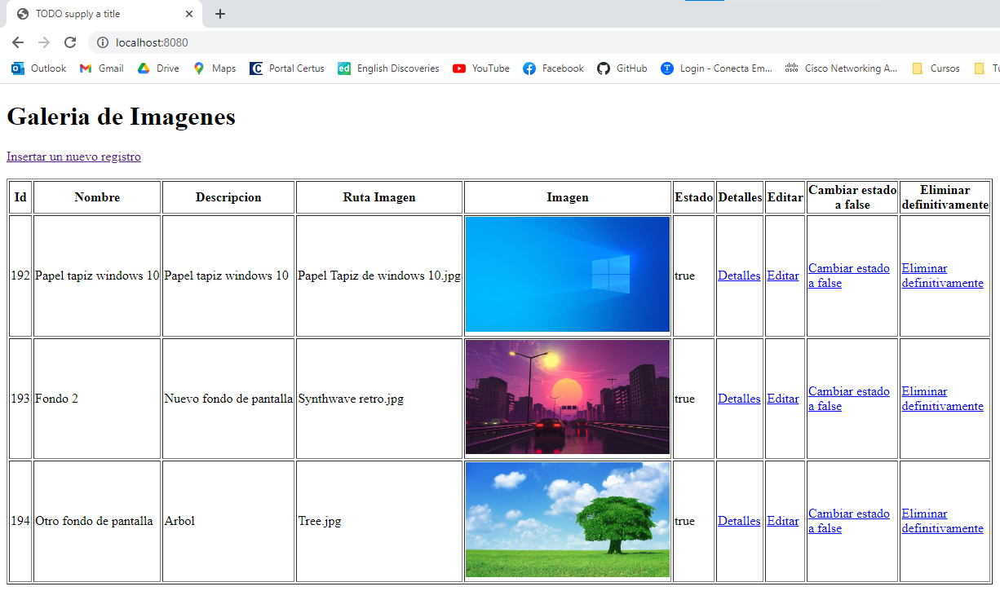 TODO supply a title
localhost:8080
Outlook Gmail Drive Maps Portal Certus English Discoveries YouTube Facebook GitHub Login - Conecta Em... Cisco Networking A... Cursos
Galeria de Imagenes
Insertar un nuevo registro
Id Nombre Descripcion Ruta Imagen Imagen Estado Detalles Editar Cambiar estado a false Eliminar definitivamente
192 Papel tapiz windows 10 Papel tapiz windows 10 Papel Tapiz de windows 10.jpg true Detalles Editar Cambiar estado a false Eliminar definitivamente
193 Fondo 2 Nuevo fondo de pantalla Synthwave retro.jpg true Detalles Editar Cambiar estado a false Eliminar definitivamente
194 Otro fondo de pantalla Arbol Tree.jpg true Detalles Editar Cambiar estado a false Eliminar definitivamente